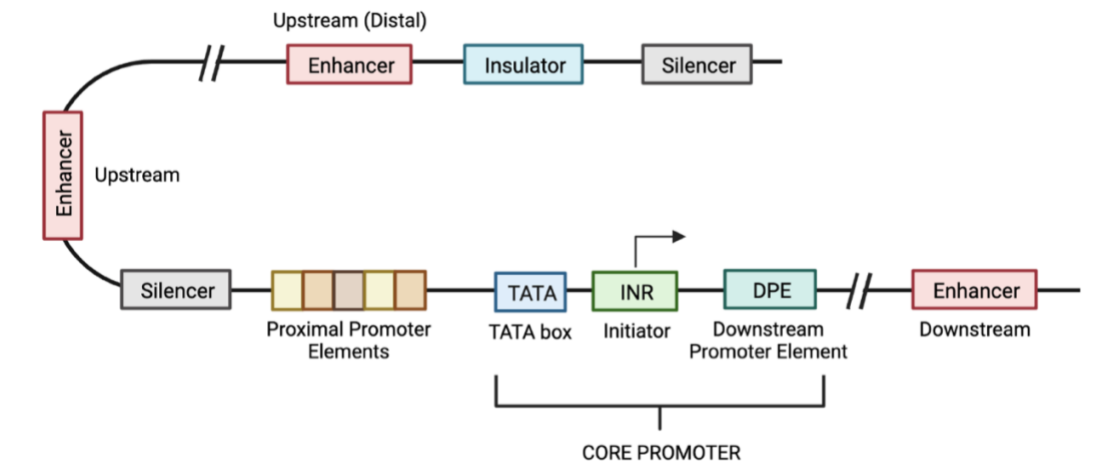 Upstream (Distal)
Enhancer
Insulator
Silencer
Enhancer
Upstream
Silencer
TATA
INR
DPE
Enhancer
Proximal Promoter
Elements
TATA box
Initiator
Downstream
Promoter Element
Downstream
CORE PROMOTER